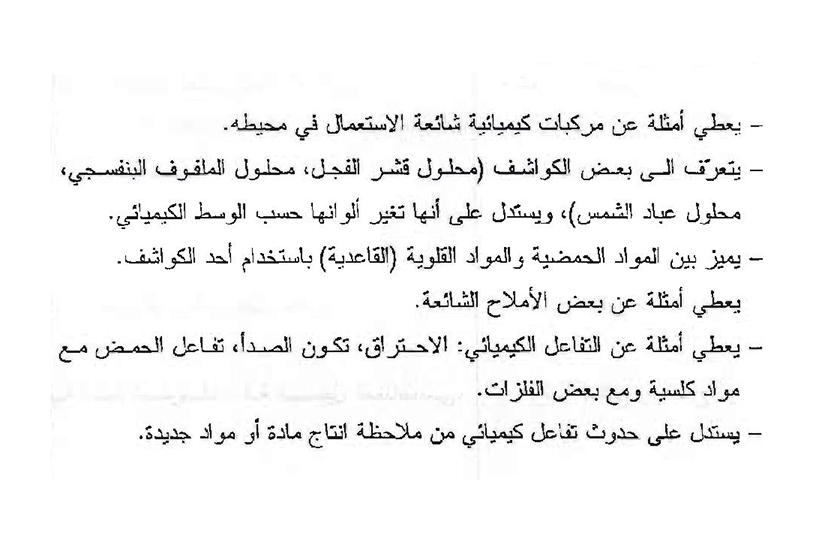 – يعطي أمثلة عن مركبات كيميائية شائعة الاستعمال في محيطه.
– يتعرّف الى بعض الكواشف (محلول قشر الفجل، محلول الملفوف البنفسجي،
محلول عباد الشمس)، ويستدل على أنها تغير ألوانها حسب الوسط الكيميائي.
– يميز بين المواد الحمضية والمواد القلوية (القاعدية) باستخدام أحد الكواشف.
يعطي أمثلة عن بعض الأملاح الشائعة.
– يعطي أمثلة عن التفاعل الكيميائي: الاحتراق، تكون الصدأ، تفاعل الحمض مع
مواد كلسية ومع بعض الفلزات.
– يستدل على حدوث تفاعل كيميائي من ملاحظة انتاج مادة أو مواد جديدة.